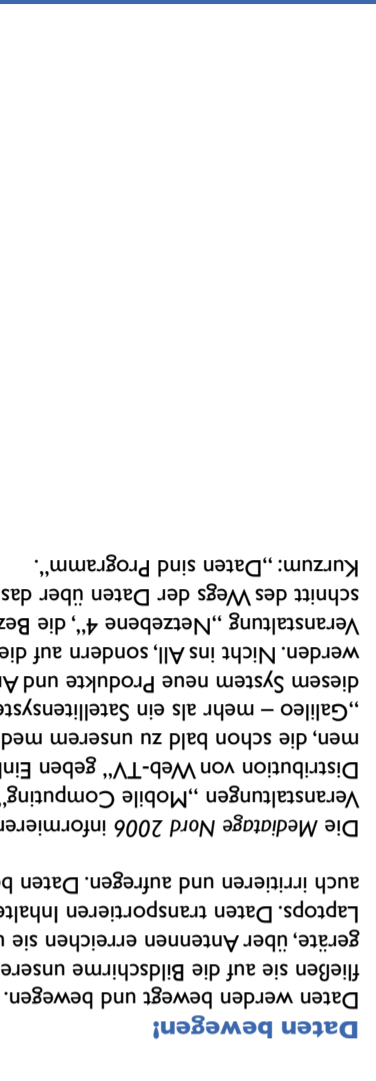 Daten bewegen!
Daten werden bewegt und bewegen.
fließen sie auf die Bildschirme unsere
geräte, über Antennen erreichen sie u
Laptops. Daten transportieren Inhalte
auch irritieren und aufregen. Daten b
Die Mediatage Nord 2006 informieren
Veranstaltungen „Mobile Computing“
Distribution von Web-TV“ geben Einb
men, die schon bald zu unserem med
„Galileo – mehr als ein Satellitensyste
diesem System neue Produkte und An
werden. Nicht ins All, sondern auf die
Veranstaltung „Netzebene 4“, die Bez
schnitt des Wegs der Daten über das
Kurzum: „Daten sind Programm“.